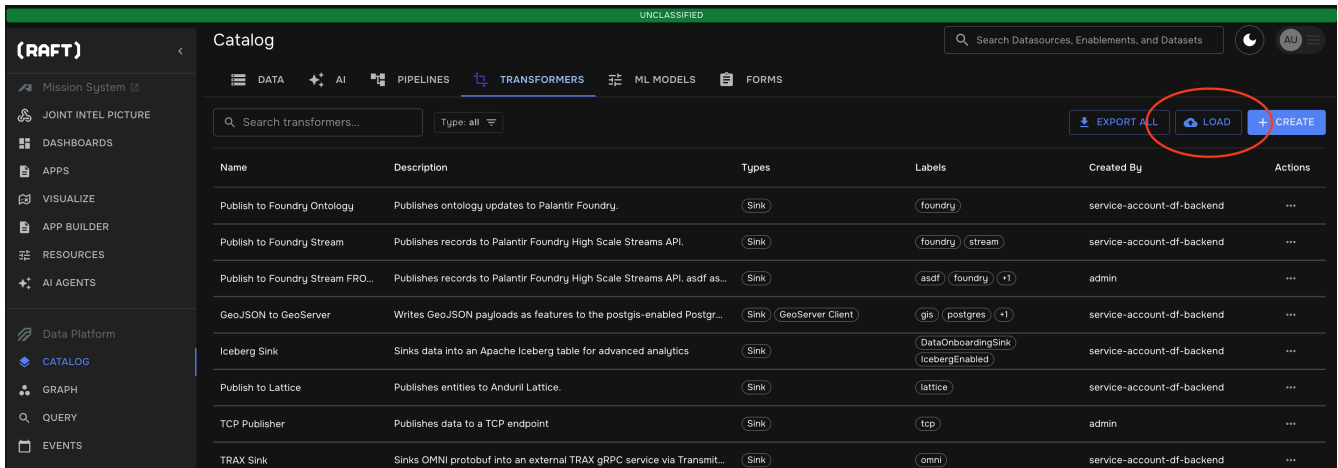 UNCLASSIFIED
(RAFT)
Catalog
Search Datasources, Enablements, and Datasets
AU
Mission System
JOINT INTEL PICTURE
DASHBOARDS
APPS
VISUALIZE
APP BUILDER
RESOURCES
AI AGENTS
Data Platform
CATALOG
GRAPH
QUERY
EVENTS
DATA AI PIPELINES TRANSFORMERS ML MODELS FORMS
Search transformers... Type: all EXPORT ALL LOAD + CREATE
Name Description Types Labels Created By Actions
Publish to Foundry Ontology Publishes ontology updates to Palantir Foundry. Sink foundry service-account-df-backend ...
Publish to Foundry Stream Publishes records to Palantir Foundry High Scale Streams API. Sink foundry stream service-account-df-backend ...
Publish to Foundry Stream FRO... Publishes records to Palantir Foundry High Scale Streams API. asdf as... Sink asdf foundry +1 admin ...
GeoJSON to GeoServer Writes GeoJSON payloads as features to the postgis-enabled Postgr... Sink GeoServer Client gis postgres +1 service-account-df-backend ...
Iceberg Sink Sinks data into an Apache Iceberg table for advanced analytics Sink DataOnboardingSink IcebergEnabled service-account-df-backend ...
Publish to Lattice Publishes entities to Anduril Lattice. Sink lattice service-account-df-backend ...
TCP Publisher Publishes data to a TCP endpoint Sink tcp admin ...
TRAX Sink Sinks OMNI protobuf into an external TRAX gRPC service via Transmit... Sink omni service-account-df-backend ...